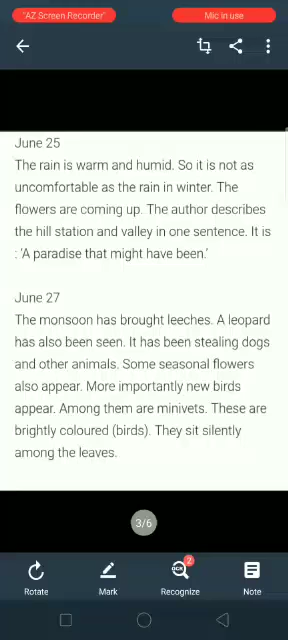 "AZ Screen Recorder"
Mic in use
June 25
The rain is warm and humid. So it is not as
uncomfortable as the rain in winter. The
flowers are coming up. The author describes
the hill station and valley in one sentence. It is
: 'A paradise that might have been.'
June 27
The monsoon has brought leeches. A leopard
has also been seen. It has been stealing dogs
and other animals. Some seasonal flowers
also appear. More importantly new birds
appear. Among them are minivets. These are
brightly coloured (birds). They sit silently
among the leaves.
3/6
OCR
2
Rotate
Mark
Recognize
Note